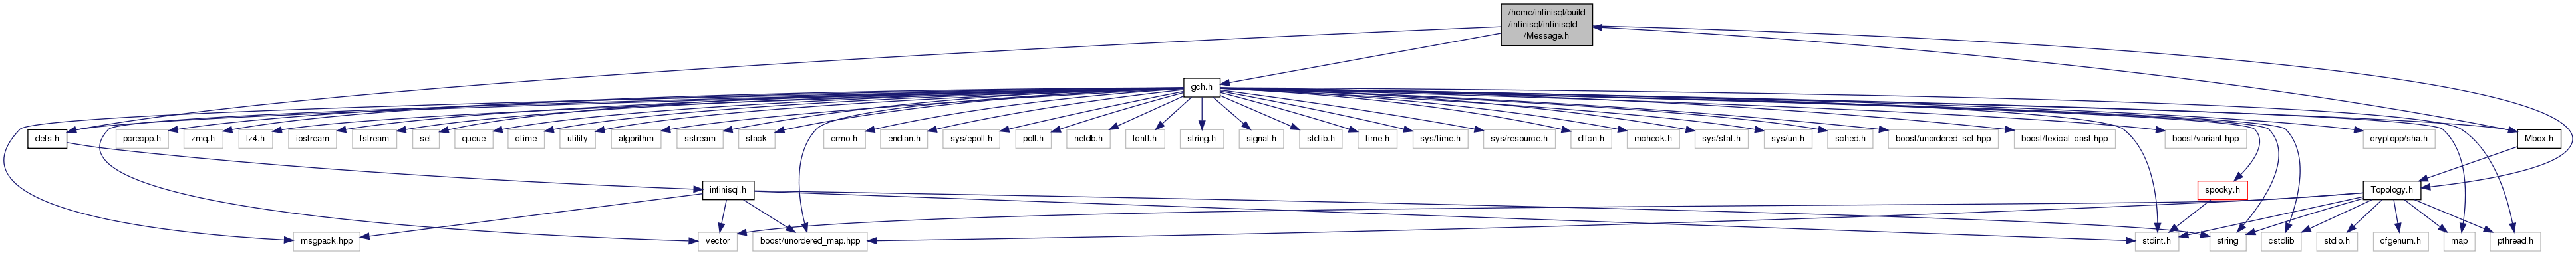 /home/infinisql/build
/infinisql/infinisqld
/Message.h
gch.h
defs.h
pcrecpp.h
zmq.h
lz4.h
iostream
fstream
set
queue
ctime
utility
algorithm
sstream
stack
errno.h
endian.h
sys/epoll.h
poll.h
netdb.h
fcntl.h
string.h
signal.h
stdlib.h
time.h
sys/time.h
sys/resource.h
dlfcn.h
mcheck.h
sys/stat.h
sys/un.h
sched.h
boost/unordered_set.hpp
boost/lexical_cast.hpp
boost/variant.hpp
cryptopp/sha.h
Mbox.h
infinisql.h
spooky.h
Topology.h
msgpack.hpp
vector
boost/unordered_map.hpp
stdint.h
string
cstdlib
stdio.h
cfgenum.h
map
pthread.h